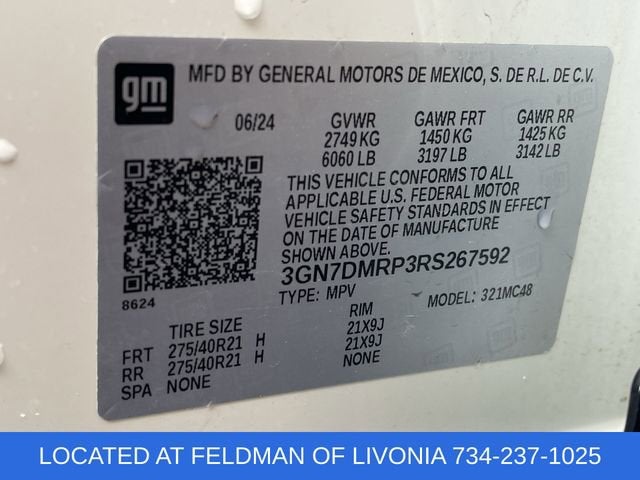 gm
MFD BY GENERAL MOTORS DE MEXICO, S. DE R.L. DE C.V.
06/24 GVWR GAWR FRT GAWR RR
2749 KG 1450 KG 1425 KG
6060 LB 3197 LB 3142 LB
THIS VEHICLE CONFORMS TO ALL
APPLICABLE U.S. FEDERAL MOTOR
VEHICLE SAFETY STANDARDS IN EFFECT
ON THE DATE OF MANUFACTURE
SHOWN ABOVE.
3GN7DMRP3RS267592
8624 TYPE: MPV MODEL: 321MC48
TIRE SIZE RIM
FRT 275/40R21 H 21X9J
RR 275/40R21 H 21X9J
SPA NONE NONE
LOCATED AT FELDMAN OF LIVONIA 734-237-1025